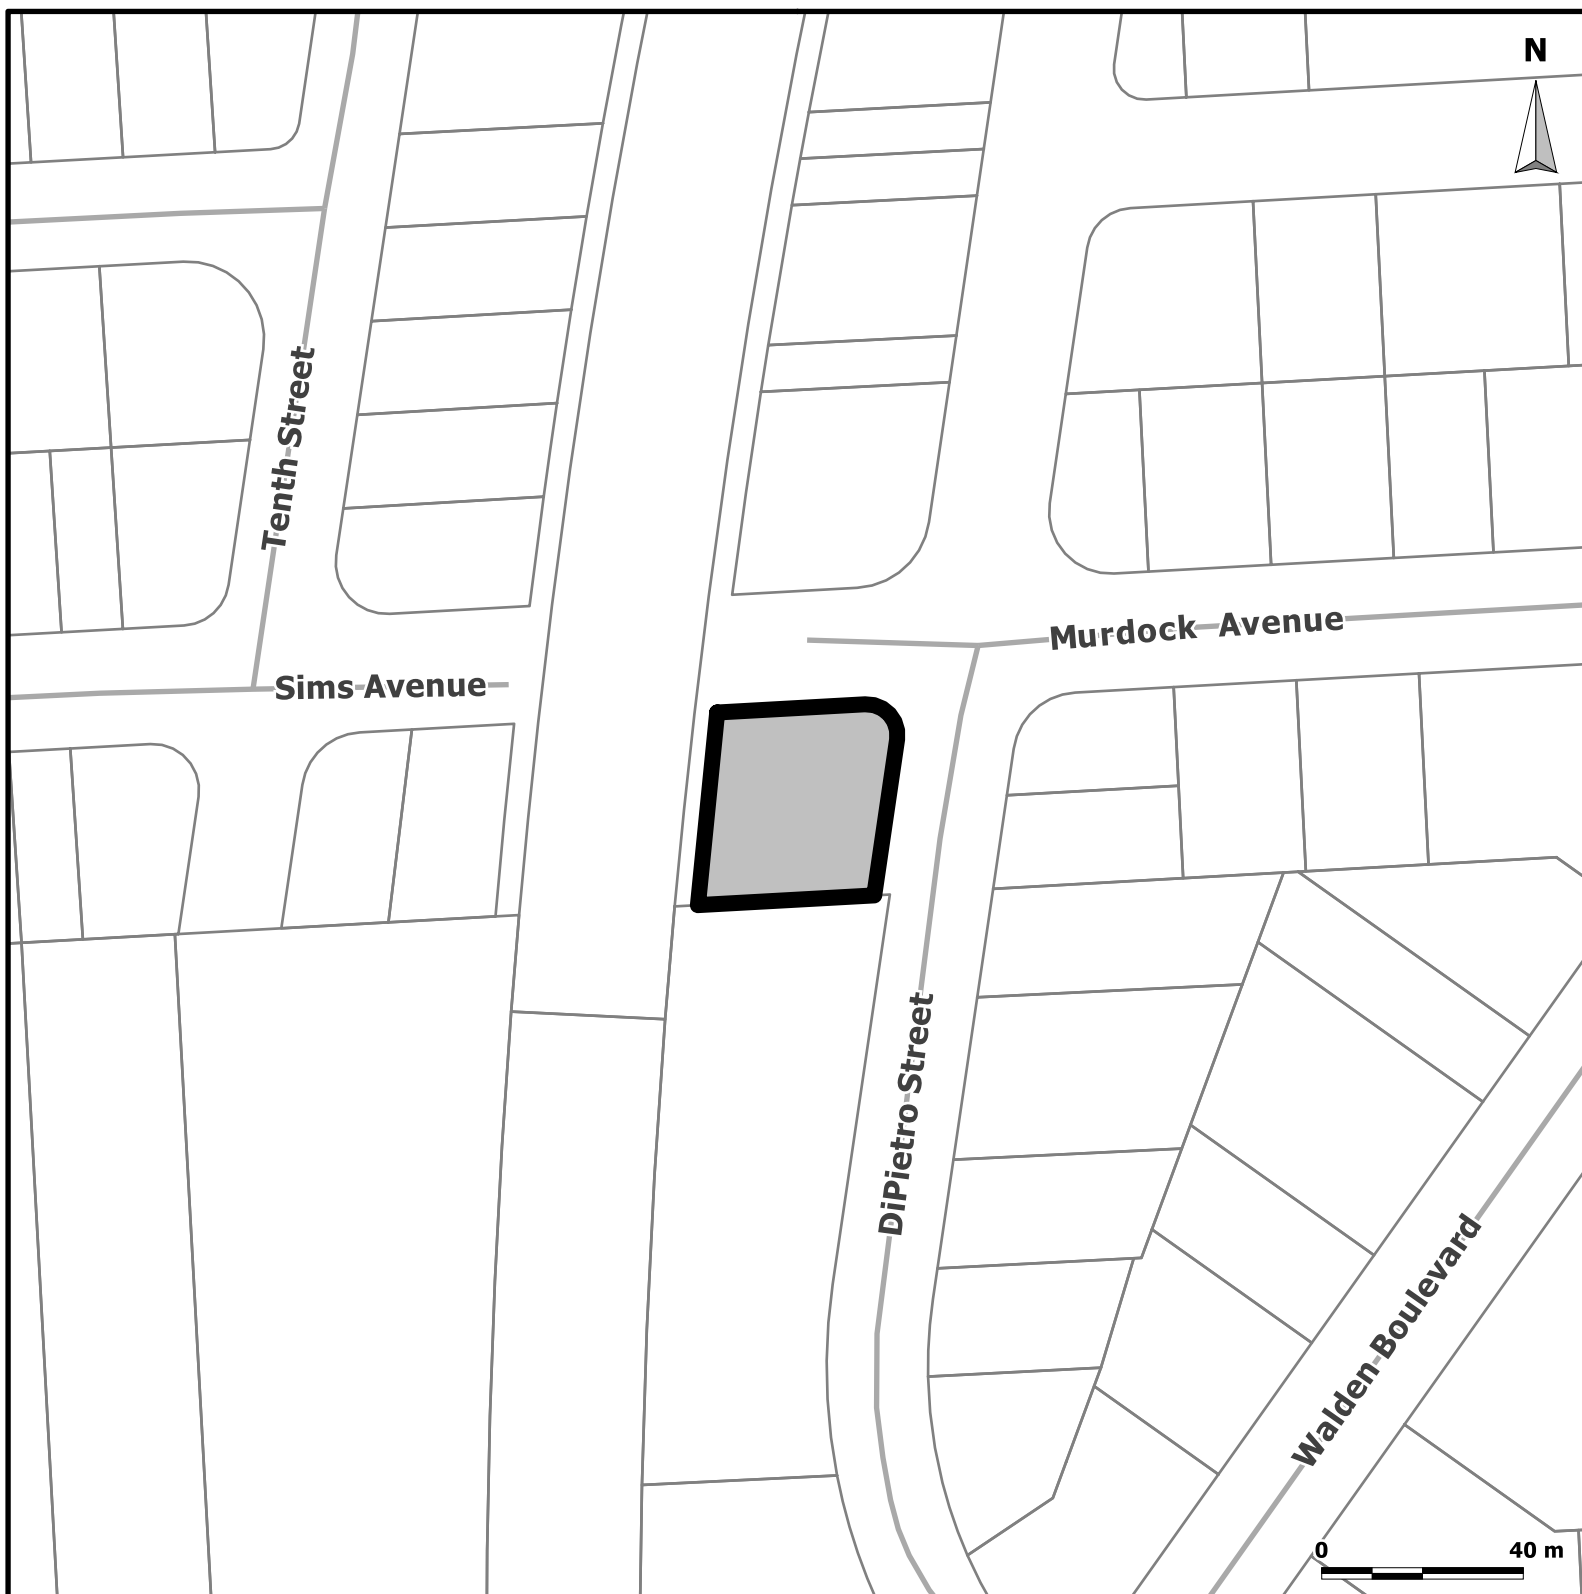 N
Tenth Street
Murdock Avenue
Sims Avenue
DiPietro Street
Walden Boulevard
0 40 m